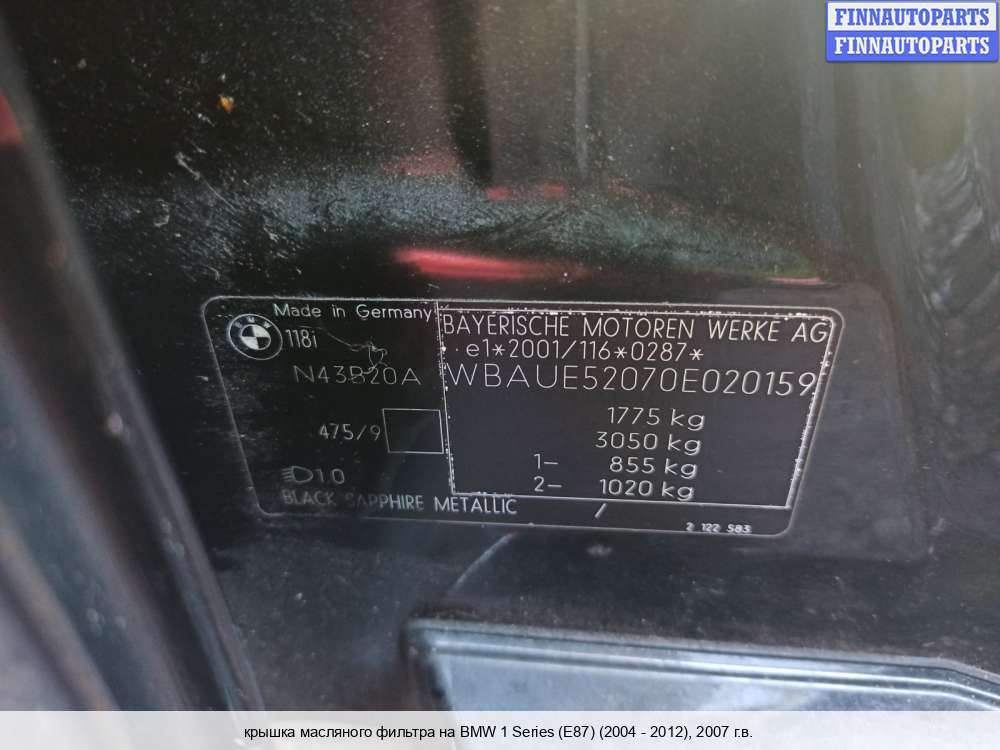 FINNAUTOPARTS
FINNAUTOPARTS
Made in Germany
BMW
118i
N43B20A
475/9
1.0
BLACK SAPPHIRE METALLIC /
BAYERISCHE MOTOREN WERKE AG
e1*2001/116*0287*
WBAUE52070E020159
1775 kg
3050 kg
1- 855 kg
2- 1020 kg
2 122 583
крышка масляного фильтра на BMW 1 Series (E87) (2004 - 2012), 2007 г.в.